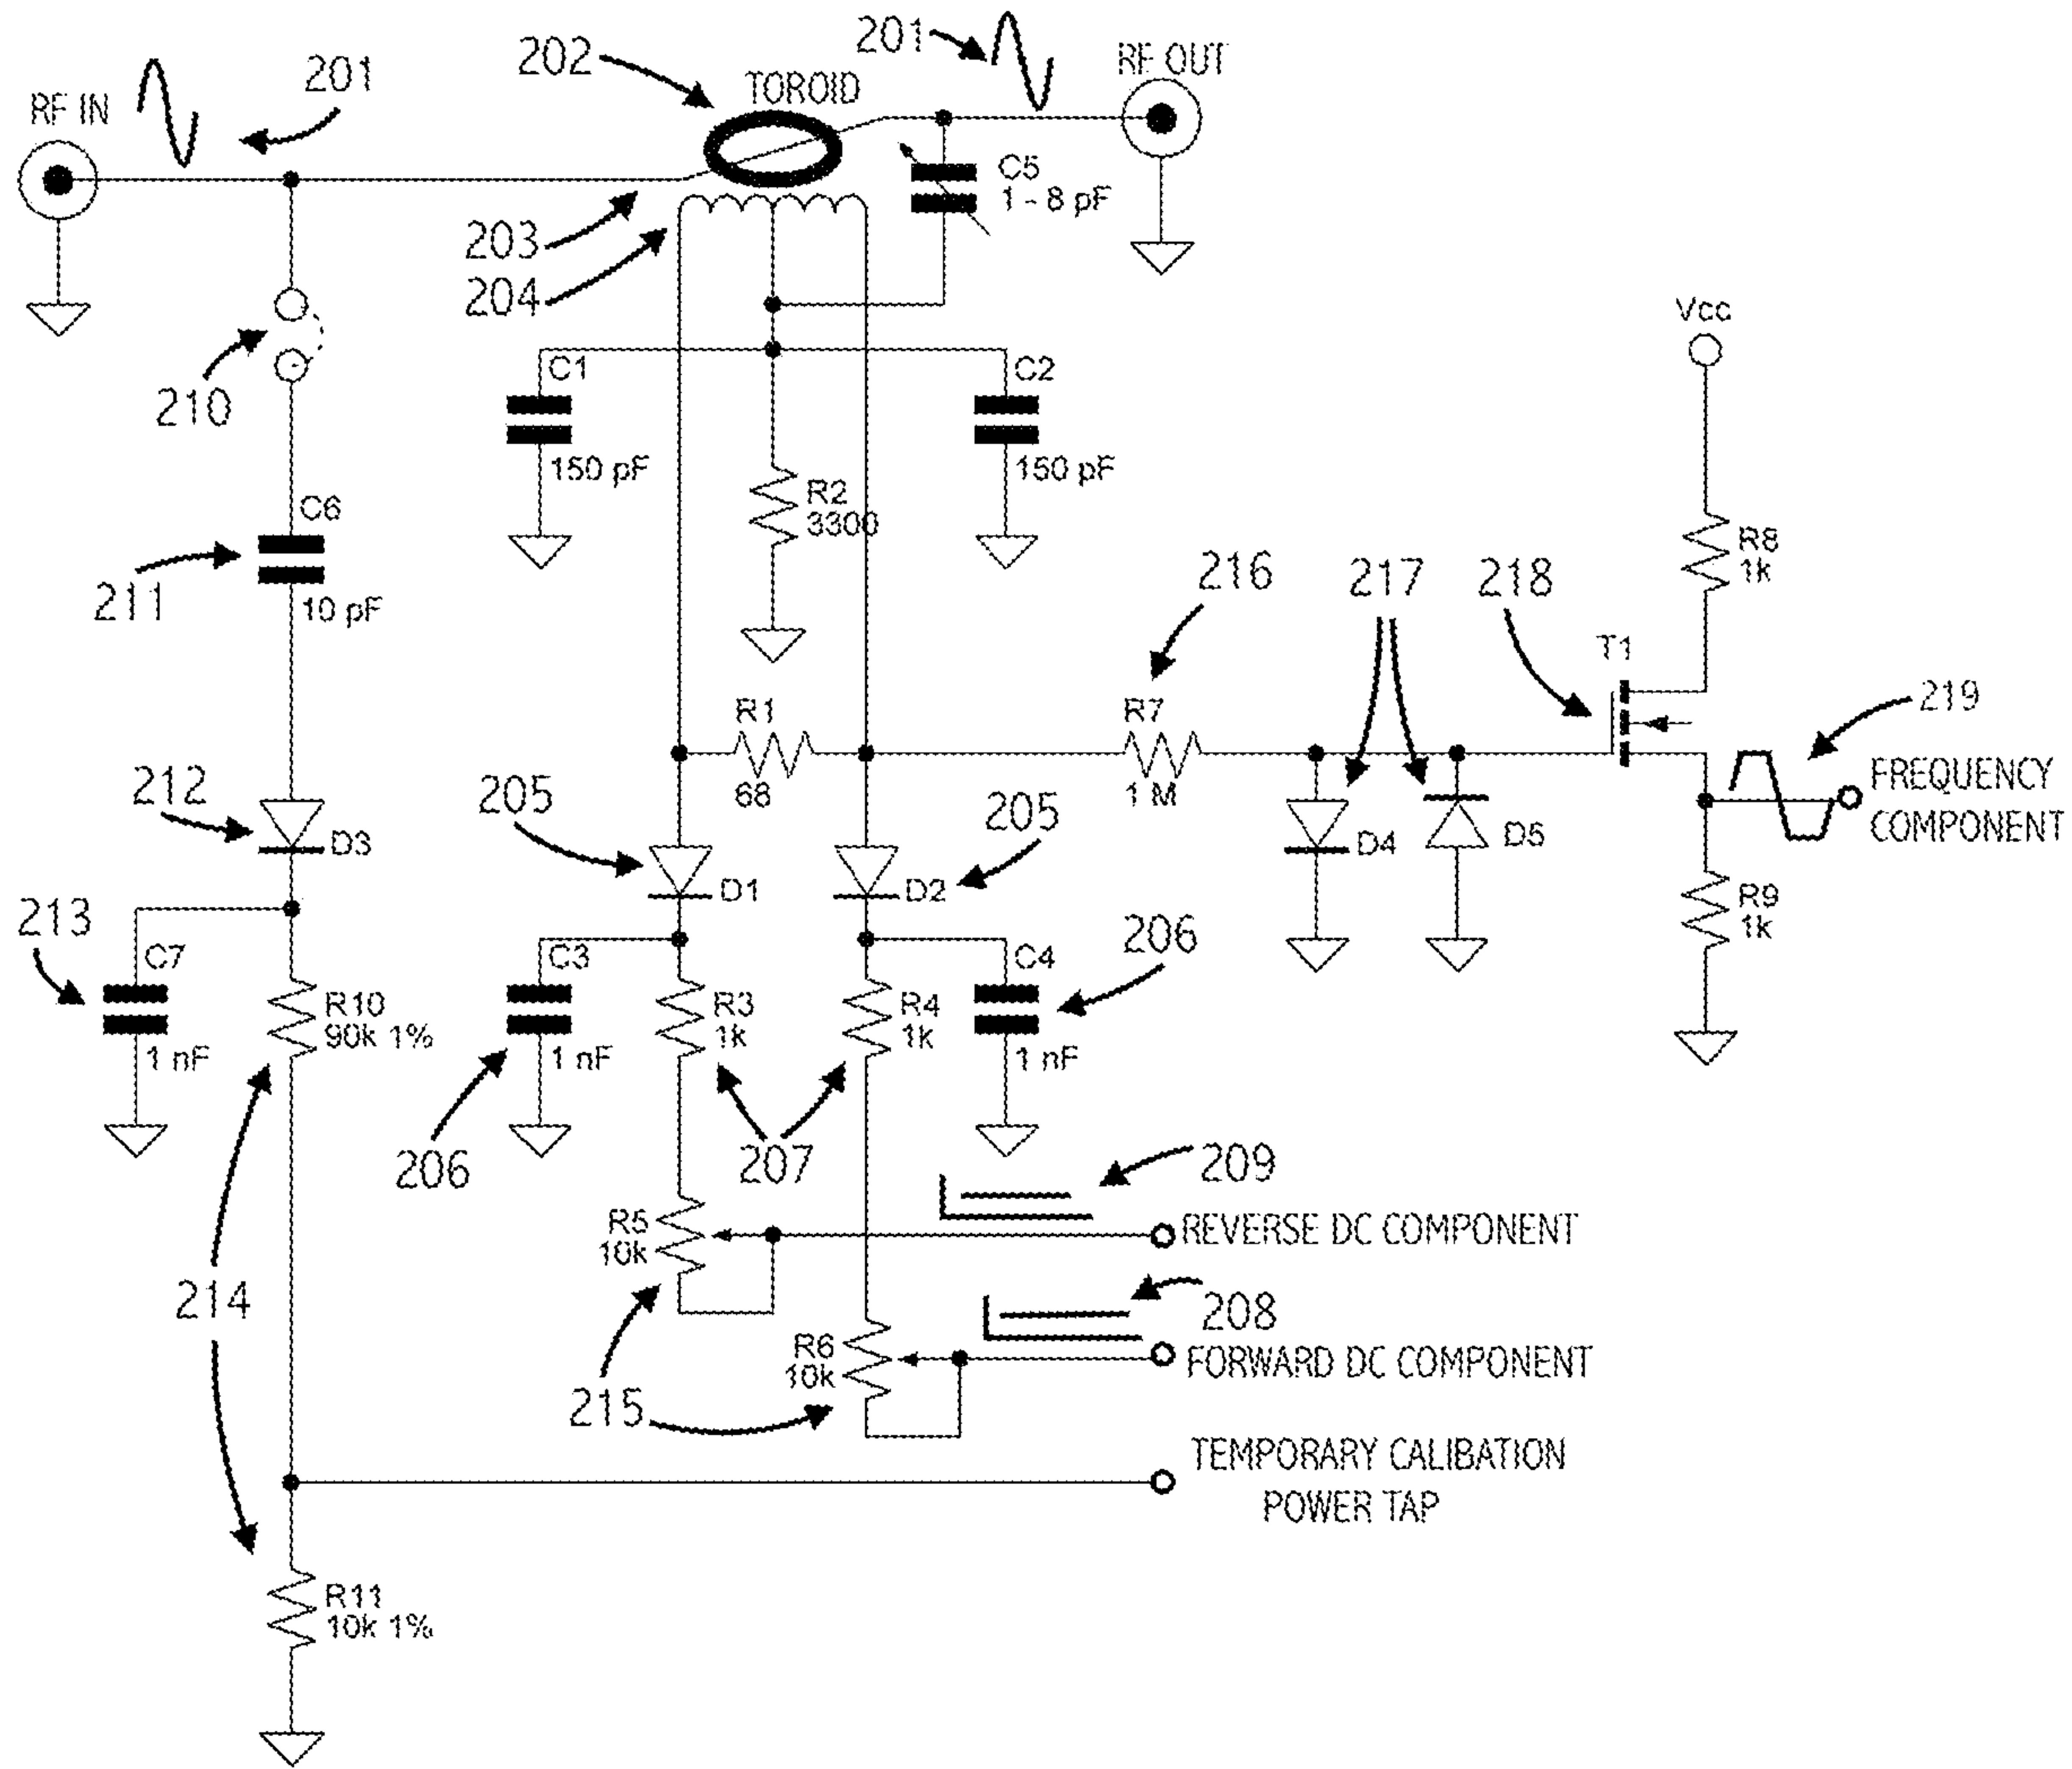 RF IN
201
202
TOROID
201
RF OUT
C5
1 - 8 pF
203
204
210
C1
150 pF
C2
150 pF
R2
3300
Vcc
C6
10 pF
211
216
217
218
R8
1k
T1
219
R1
68
R7
1 M
212
D3
205
D1
205
D2
D4
D5
FREQUENCY
COMPONENT
213
C7
1 nF
R10
90k 1%
C3
1 nF
R3
1k
R4
1k
C4
1 nF
206
R9
1k
206
207
209
R5
10k
REVERSE DC COMPONENT
214
208
R6
10k
FORWARD DC COMPONENT
215
TEMPORARY CALIBATION
POWER TAP
R11
10k 1%